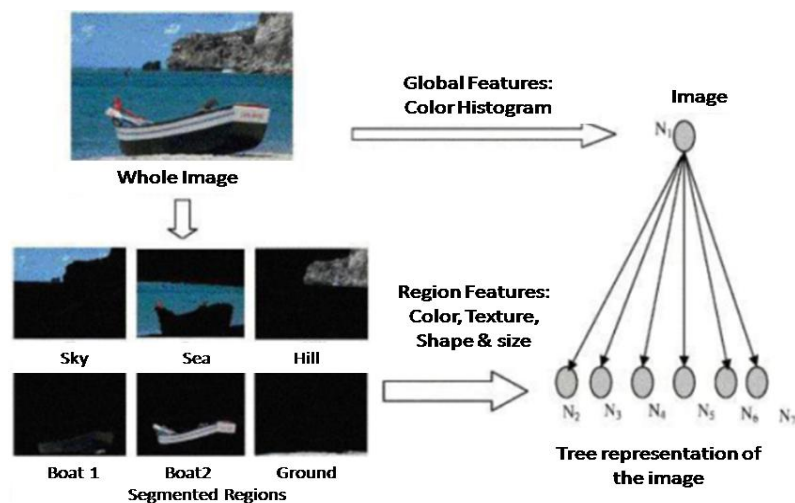 Global Features:
Color Histogram
Image
N₁
Whole Image
Region Features:
Color, Texture,
Shape & size
Sky
Sea
Hill
N₂ N₃ N₄ N₅ N₆ N₇
Boat 1
Boat2
Ground
Segmented Regions
Tree representation of
the image